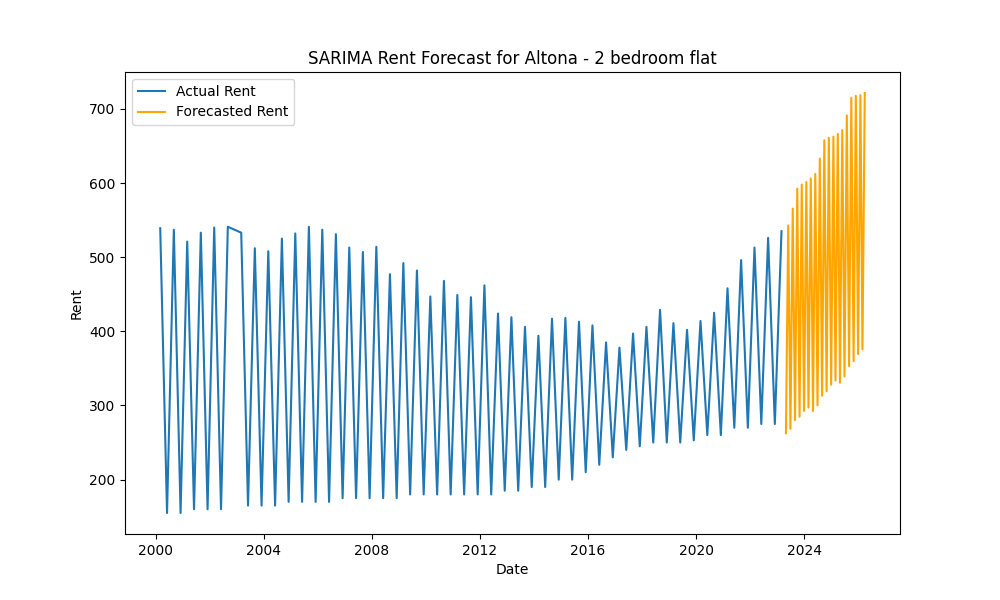 SARIMA Rent Forecast for Altona - 2 bedroom flat
Actual Rent
Forecasted Rent
700
600
500
400
300
200
Rent
2000 2004 2008 2012 2016 2020 2024
Date